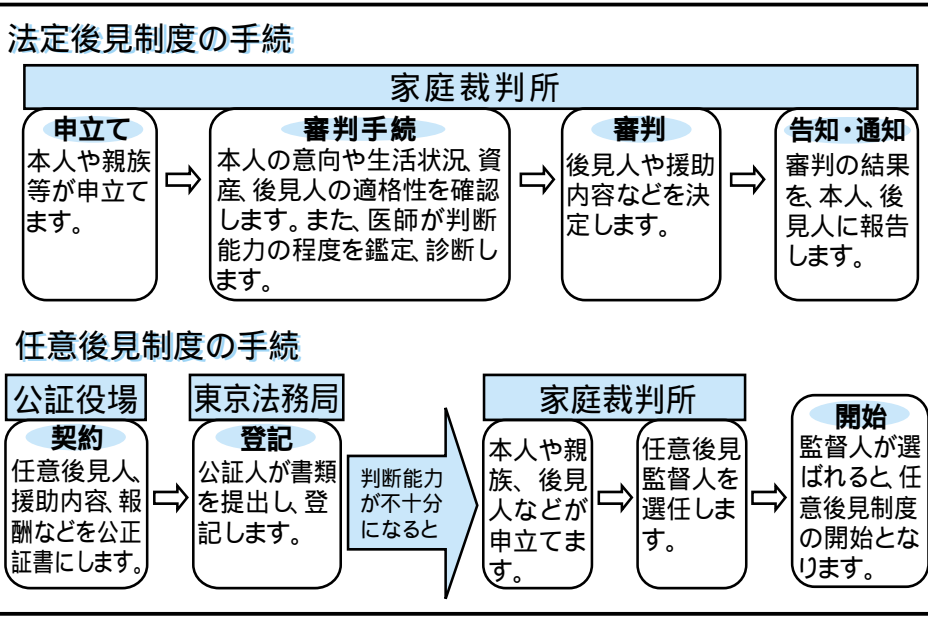 法定後見制度の手続
家庭裁判所
申立て
本人や親族
等が申立て
ます。
審判手続
本人の意向や生活状況、資
産、後見人の適格性を確認
します。また、医師が判断
能力の程度を鑑定、診断し
ます。
審判
後見人や援助
内容などを決
定します。
告知・通知
審判の結果
を、本人、後
見人に報告
します。
任意後見制度の手続
公証役場
契約
任意後見人、
援助内容、報
酬などを公正
証書にします。
東京法務局
登記
公証人が書類
を提出し、登
記します。
判断能力
が不十分
になると
家庭裁判所
本人や親
族、後見
人などが
申立てま
す。
任意後見
監督人を
選任しま
す。
開始
監督人が選
ばれると、任
意後見制度
の開始とな
ります。